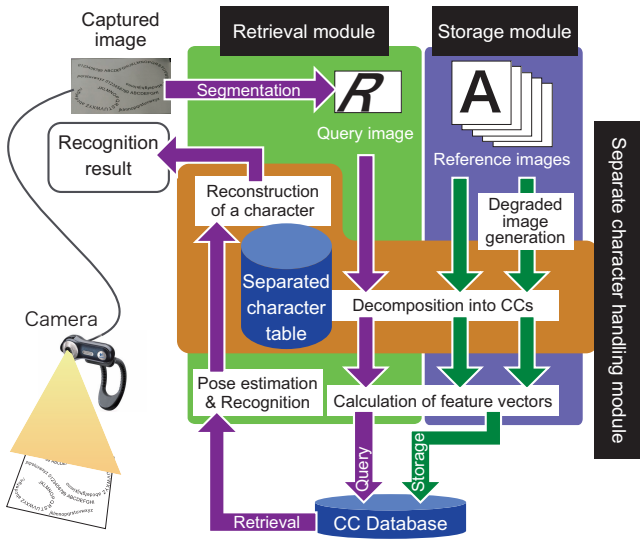 Captured
image
Retrieval module
Storage module
Segmentation
R
A
Query image
Reference images
Recognition
result
Reconstruction
of a character
Degraded
image
generation
Separate character handling module
Separated
character
table
Decomposition into CCs
Camera
Pose estimation
& Recognition
Calculation of feature vectors
Query
Storage
Retrieval
CC Database